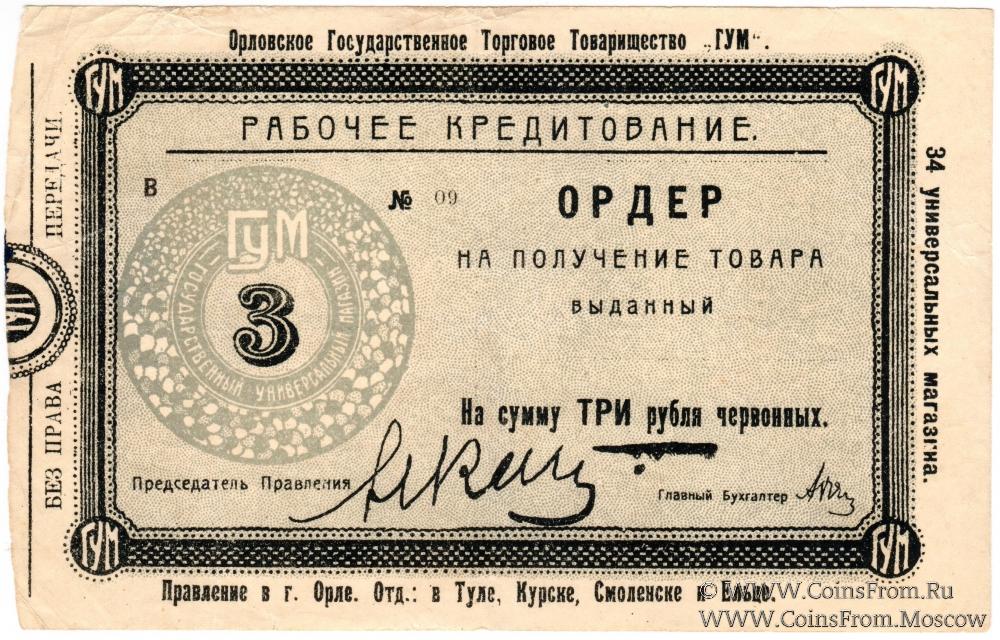 Орловское Государственное Торговое Товарищество „ГУМ“.
ГУМ
ГУМ
РАБОЧЕЕ КРЕДИТОВАНИЕ.
В
№ 09
ОРДЕР
НА ПОЛУЧЕНИЕ ТОВАРА
ВЫДАННЫЙ
ГУМ
3
ГОСУДАРСТВЕННЫЙ УНИВЕРСАЛЬНЫЙ МАГАЗИН
На сумму ТРИ рубля червонных.
Председатель Правления
Главный Бухгалтер
ГУМ
ГУМ
Правление в г. Орле. Отд.: в Туле, Курске, Смоленске и Ельце.
БЕЗ ПРАВА ПЕРЕДАЧИ.
34 универсальных магазгна.
© WWW.CoinsFrom.Ru
WWW.CoinsFrom.Moscow